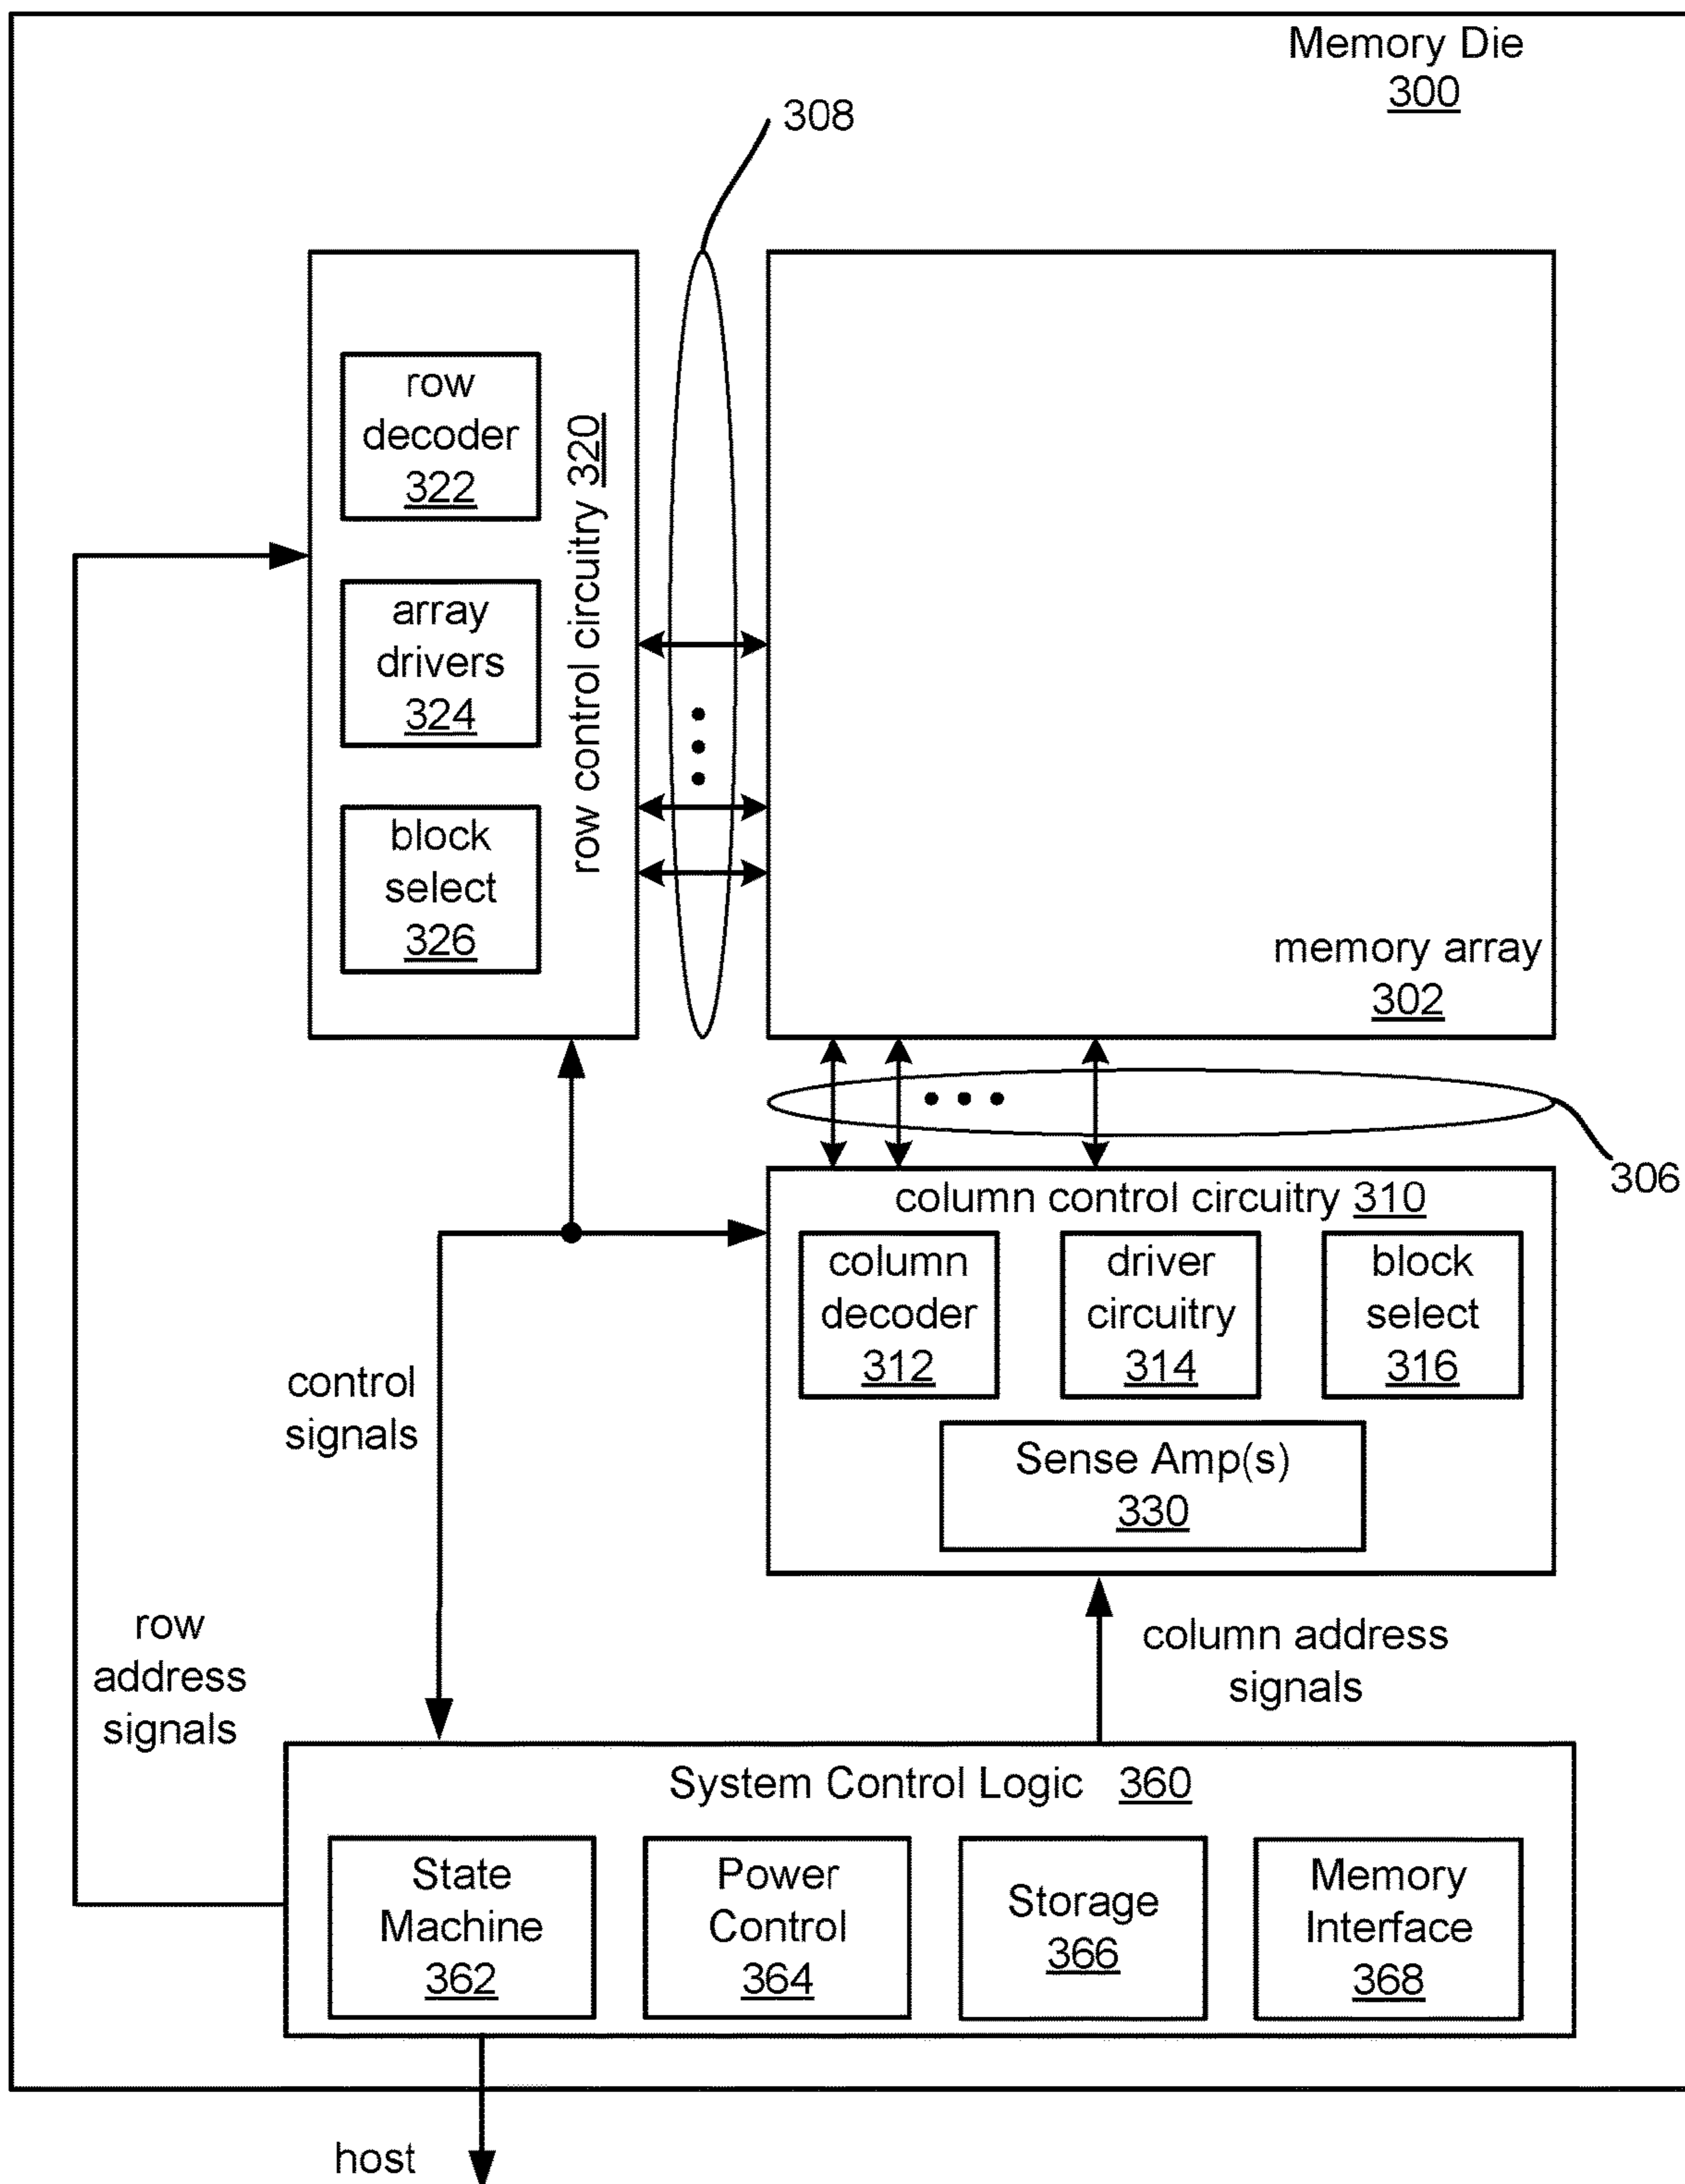 Memory Die
300
308
row
decoder
322
array
drivers
324
block
select
326
row control circuitry 320
memory array
302
306
column control circuitry 310
column
decoder
312
driver
circuitry
314
block
select
316
Sense Amp(s)
330
control
signals
row
address
signals
column address
signals
System Control Logic 360
State
Machine
362
Power
Control
364
Storage
366
Memory
Interface
368
host